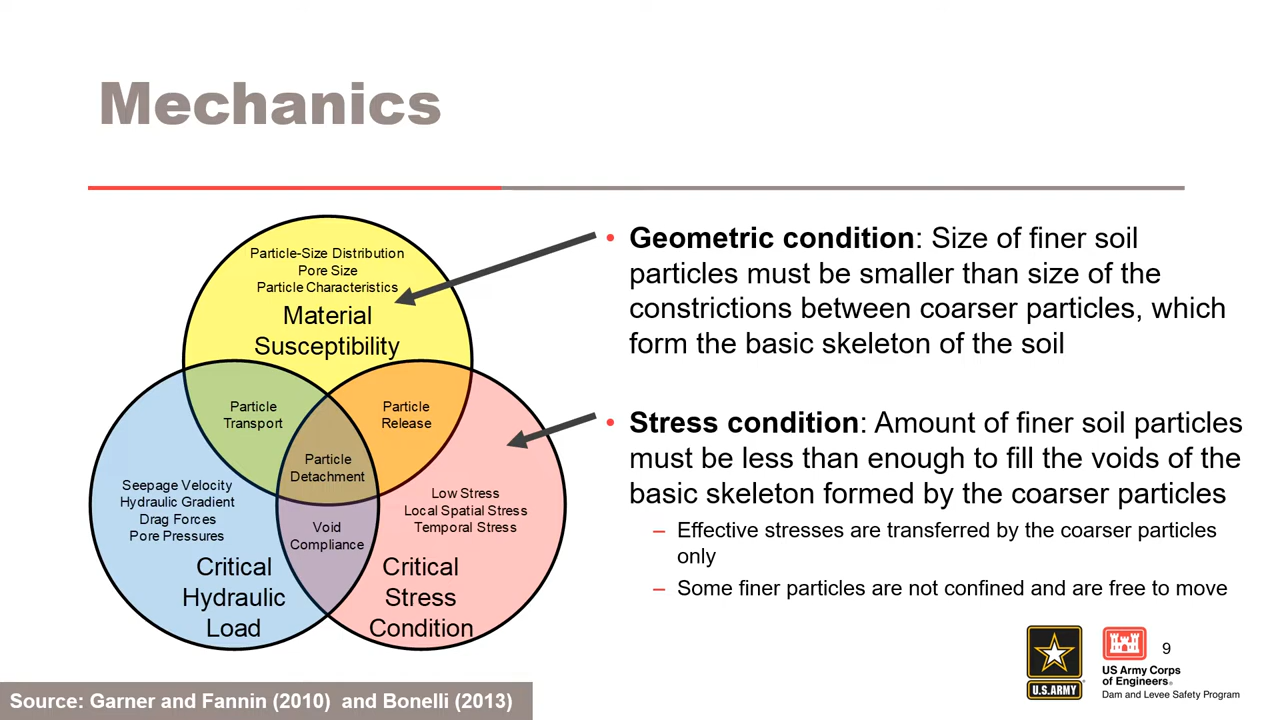 Mechanics
Particle-Size Distribution
Pore Size
Particle Characteristics
Material
Susceptibility
Particle
Transport
Particle
Release
Particle
Detachment
Seepage Velocity
Hydraulic Gradient
Drag Forces
Pore Pressures
Critical
Hydraulic
Load
Void
Compliance
Low Stress
Local Spatial Stress
Temporal Stress
Critical
Stress
Condition
• Geometric condition: Size of finer soil
particles must be smaller than size of the
constrictions between coarser particles, which
form the basic skeleton of the soil
• Stress condition: Amount of finer soil particles
must be less than enough to fill the voids of the
basic skeleton formed by the coarser particles
– Effective stresses are transferred by the coarser particles
only
– Some finer particles are not confined and are free to move
U.S.ARMY
US Army Corps
of Engineers®
Dam and Levee Safety Program
9
Source: Garner and Fannin (2010) and Bonelli (2013)